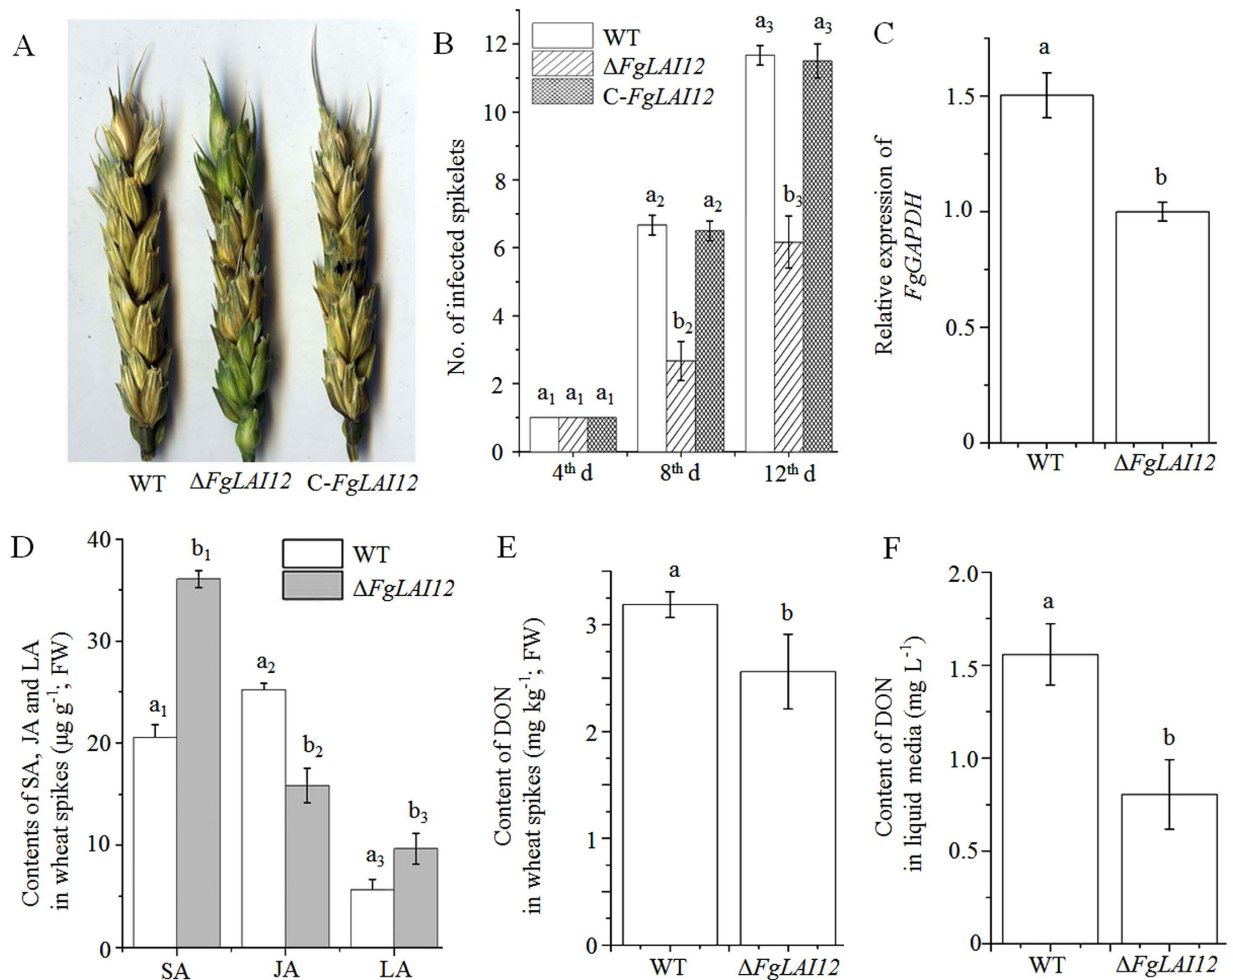 A
WT ΔFgLAI12 C-FgLAI12
B
WT
ΔFgLAI12
C-FgLAI12
No. of infected spikelets
12
10
8
6
4
2
0
a₁ a₁ a₁
a₂ b₂ a₂
a₃ b₃ a₃
4ᵗʰ d 8ᵗʰ d 12ᵗʰ d
C
Relative expression of
FgGAPDH
1.5
1.0
0.5
0
a
b
WT ΔFgLAI12
D
WT
ΔFgLAI12
Contents of SA, JA and LA
in wheat spikes (μg g⁻¹; FW)
40
30
20
10
0
a₁ b₁
a₂ b₂
a₃ b₃
SA JA LA
E
Content of DON
in wheat spikes (mg kg⁻¹; FW)
3
2
1
0
a
b
WT ΔFgLAI12
F
Content of DON
in liquid media (mg L⁻¹)
2.0
1.5
1.0
0.5
0
a
b
WT ΔFgLAI12